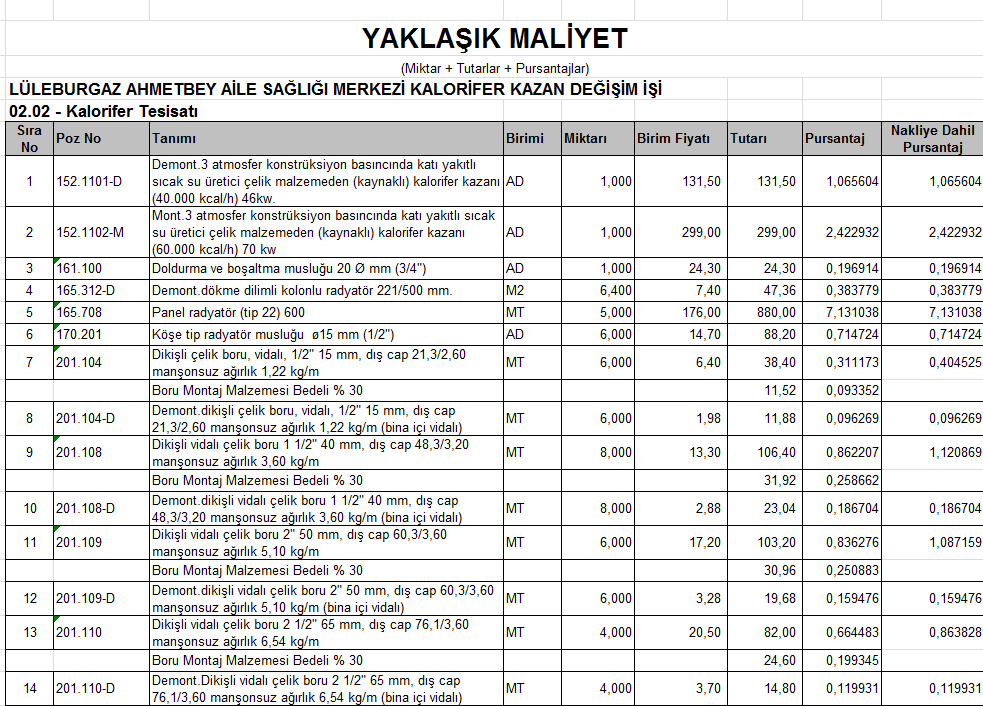 YAKLAŞIK MALİYET
(Miktar + Tutarlar + Pursantajlar)
LÜLEBURGAZ AHMETBEY AİLE SAĞLIĞI MERKEZİ KALORİFER KAZAN DEĞİŞİM İŞİ
02.02 - Kalorifer Tesisatı
Sıra No Poz No Tanımı Birimi Miktarı Birim Fiyatı Tutarı Pursantaj Nakliye Dahil Pursantaj
1 152.1101-D Demont.3 atmosfer konstrüksiyon basıncında katı yakıtlı
sıcak su üretici çelik malzemeden (kaynaklı) kalorifer kazanı AD 1,000 131,50 131,50 1,065604 1,065604
(40.000 kcal/h) 46kw.
Mont.3 atmosfer konstrüksiyon basıncında katı yakıtlı sıcak
2 152.1102-M su üretici çelik malzemeden (kaynaklı) kalorifer kazanı AD 1,000 299,00 299,00 2,422932 2,422932
(60.000 kcal/h) 70 kw
3 161.100 Doldurma ve boşaltma musluğu 20 Ø mm (3/4") AD 1,000 24,30 24,30 0,196914 0,196914
4 165.312-D Demont.dökme dilimli kolonlu radyatör 221/500 mm. M2 6,400 7,40 47,36 0,383779 0,383779
5 165.708 Panel radyatör (tip 22) 600 MT 5,000 176,00 880,00 7,131038 7,131038
6 170.201 Köşe tip radyatör musluğu ø15 mm (1/2") AD 6,000 14,70 88,20 0,714724 0,714724
7 201.104 Dikişli çelik boru, vidalı, 1/2" 15 mm, dış cap 21,3/2,60 MT 6,000 6,40 38,40 0,311173 0,404525
manşonsuz ağırlık 1,22 kg/m
Boru Montaj Malzemesi Bedeli % 30 11,52 0,093352
8 201.104-D Demont.dikişli çelik boru, vidalı, 1/2" 15 mm, dış cap MT 6,000 1,98 11,88 0,096269 0,096269
21,3/2,60 manşonsuz ağırlık 1,22 kg/m (bina içi vidalı)
9 201.108 Dikişli vidalı çelik boru 1 1/2" 40 mm, dış cap 48,3/3,20 MT 8,000 13,30 106,40 0,862207 1,120869
manşonsuz ağırlık 3,60 kg/m
Boru Montaj Malzemesi Bedeli % 30 31,92 0,258662
10 201.108-D Demont.dikişli vidalı çelik boru 1 1/2" 40 mm, dış cap MT 8,000 2,88 23,04 0,186704 0,186704
48,3/3,20 manşonsuz ağırlık 3,60 kg/m (bina içi vidalı)
11 201.109 Dikişli vidalı çelik boru 2" 50 mm, dış cap 60,3/3,60 MT 6,000 17,20 103,20 0,836276 1,087159
manşonsuz ağırlık 5,10 kg/m
Boru Montaj Malzemesi Bedeli % 30 30,96 0,250883
12 201.109-D Demont.dikişli vidalı çelik boru 2" 50 mm, dış cap 60,3/3,60 MT 6,000 3,28 19,68 0,159476 0,159476
manşonsuz ağırlık 5,10 kg/m (bina içi vidalı)
13 201.110 Dikişli vidalı çelik boru 2 1/2" 65 mm, dış cap 76,1/3,60 MT 4,000 20,50 82,00 0,664483 0,863828
manşonsuz ağırlık 6,54 kg/m
Boru Montaj Malzemesi Bedeli % 30 24,60 0,199345
14 201.110-D Demont.Dikişli vidalı çelik boru 2 1/2" 65 mm, dış cap MT 4,000 3,70 14,80 0,119931 0,119931
76,1/3,60 manşonsuz ağırlık 6,54 kg/m (bina içi vidalı)